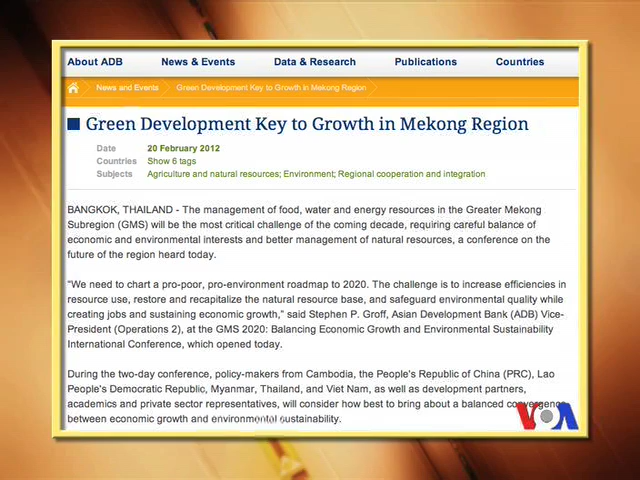 About ADB News & Events Data & Research Publications Countries
News and Events Green Development Key to Growth in Mekong Region
Green Development Key to Growth in Mekong Region
Date 20 February 2012
Countries Show 6 tags
Subjects Agriculture and natural resources; Environment; Regional cooperation and integration
BANGKOK, THAILAND - The management of food, water and energy resources in the Greater Mekong
Subregion (GMS) will be the most critical challenge of the coming decade, requiring careful balance of
economic and environmental interests and better management of natural resources, a conference on the
future of the region heard today.
"We need to chart a pro-poor, pro-environment roadmap to 2020. The challenge is to increase efficiencies in
resource use, restore and recapitalize the natural resource base, and safeguard environmental quality while
creating jobs and sustaining economic growth," said Stephen P. Groff, Asian Development Bank (ADB) Vice-
President (Operations 2), at the GMS 2020: Balancing Economic Growth and Environmental Sustainability
International Conference, which opened today.
During the two-day conference, policy-makers from Cambodia, the People's Republic of China (PRC), Lao
People's Democratic Republic, Myanmar, Thailand, and Viet Nam, as well as development partners,
academics and private sector representatives, will consider how best to bring about a balanced convergence
between economic growth and environmental sustainability.
VOA